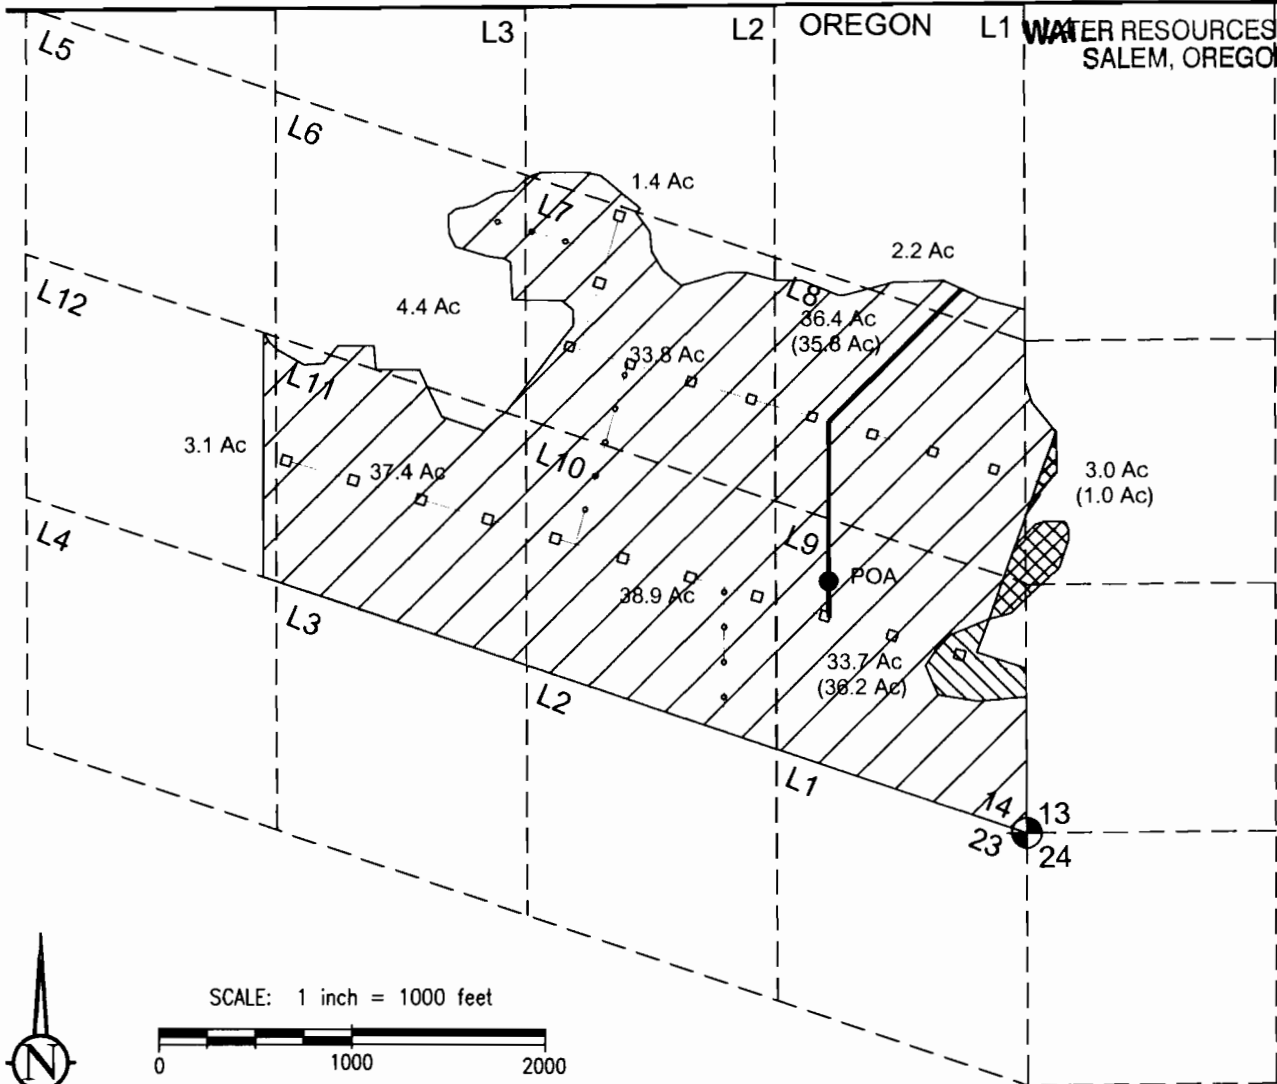 L5
L3
L2
OREGON
L1
WATER RESOURCES
SALEM, OREGO
L6
L7
1.4 Ac
2.2 Ac
L12
4.4 Ac
L8
36.4 Ac
(35.8 Ac)
33.8 Ac
L11
3.1 Ac
37.4 Ac
L10
3.0 Ac
(1.0 Ac)
L4
L9
POA
38.9 Ac
L3
33.7 Ac
(36.2 Ac)
L2
L1
14 13
23 24
SCALE: 1 inch = 1000 feet
0 1000 2000
N